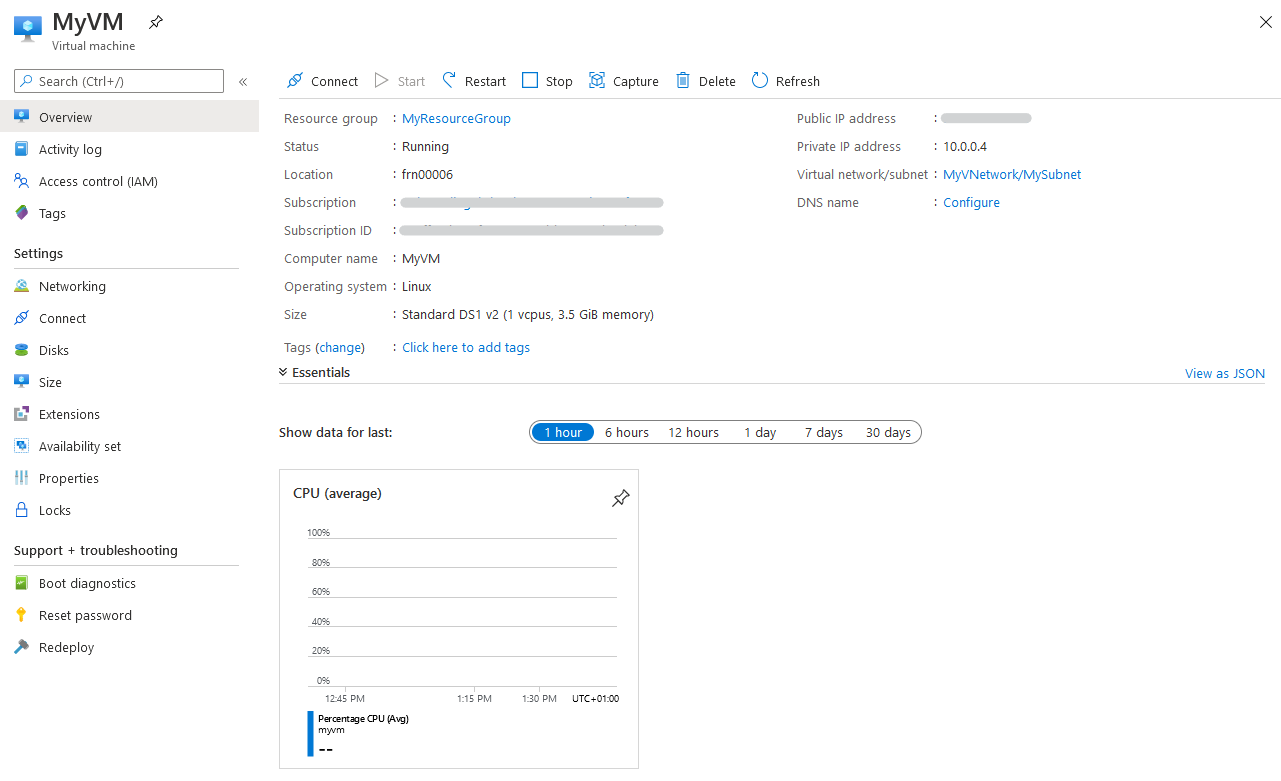 MyVM
Virtual machine
Search (Ctrl+/)
«
Overview
Activity log
Access control (IAM)
Tags
Settings
Networking
Connect
Disks
Size
Extensions
Availability set
Properties
Locks
Support + troubleshooting
Boot diagnostics
Reset password
Redeploy
Connect Start Restart Stop Capture Delete Refresh
Resource group : MyResourceGroup
Status : Running
Location : frn00006
Subscription :
Subscription ID :
Computer name : MyVM
Operating system : Linux
Size : Standard DS1 v2 (1 vcpus, 3.5 GiB memory)
Tags (change) : Click here to add tags
Public IP address :
Private IP address : 10.0.0.4
Virtual network/subnet : MyVNetwork/MySubnet
DNS name : Configure
Essentials
View as JSON
Show data for last: 1 hour 6 hours 12 hours 1 day 7 days 30 days
CPU (average)
100%
80%
60%
40%
20%
0%
12:45 PM 1:15 PM 1:30 PM UTC+01:00
Percentage CPU (Avg)
myvm
--